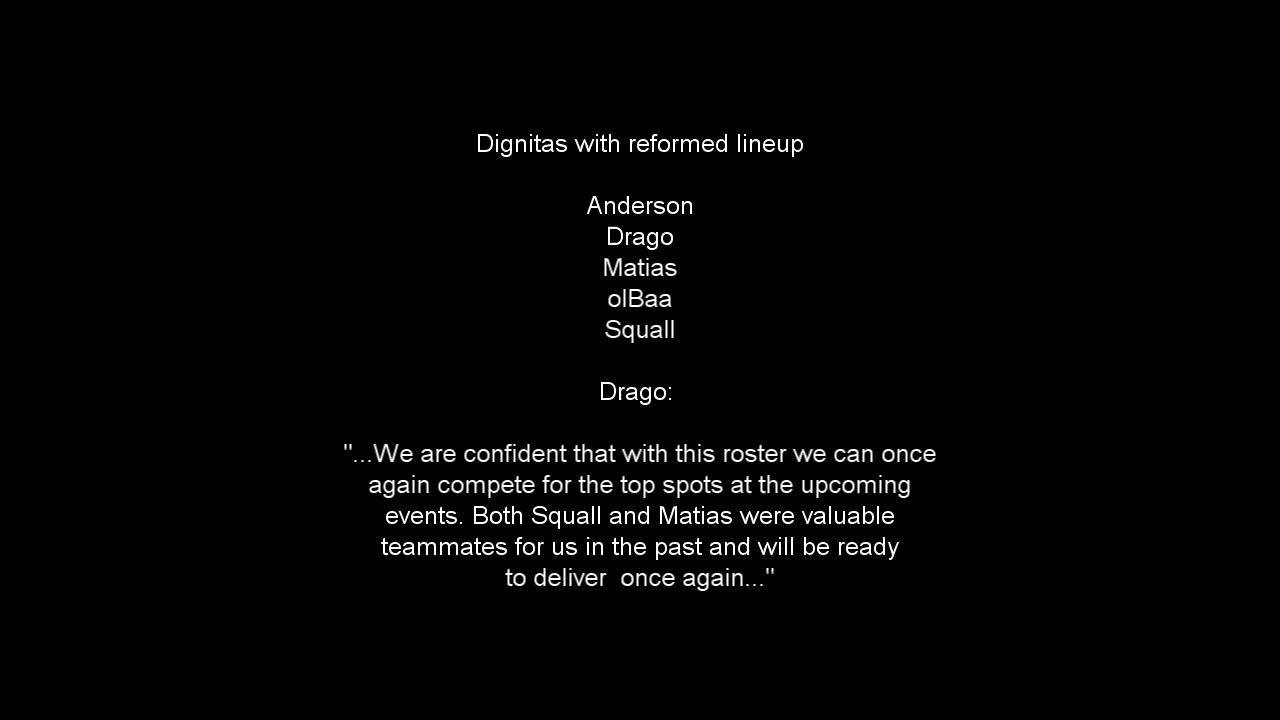 Dignitas with reformed lineup
Anderson
Drago
Matias
olBaa
Squall
Drago:
"...We are confident that with this roster we can once
again compete for the top spots at the upcoming
events. Both Squall and Matias were valuable
teammates for us in the past and will be ready
to deliver  once again..."